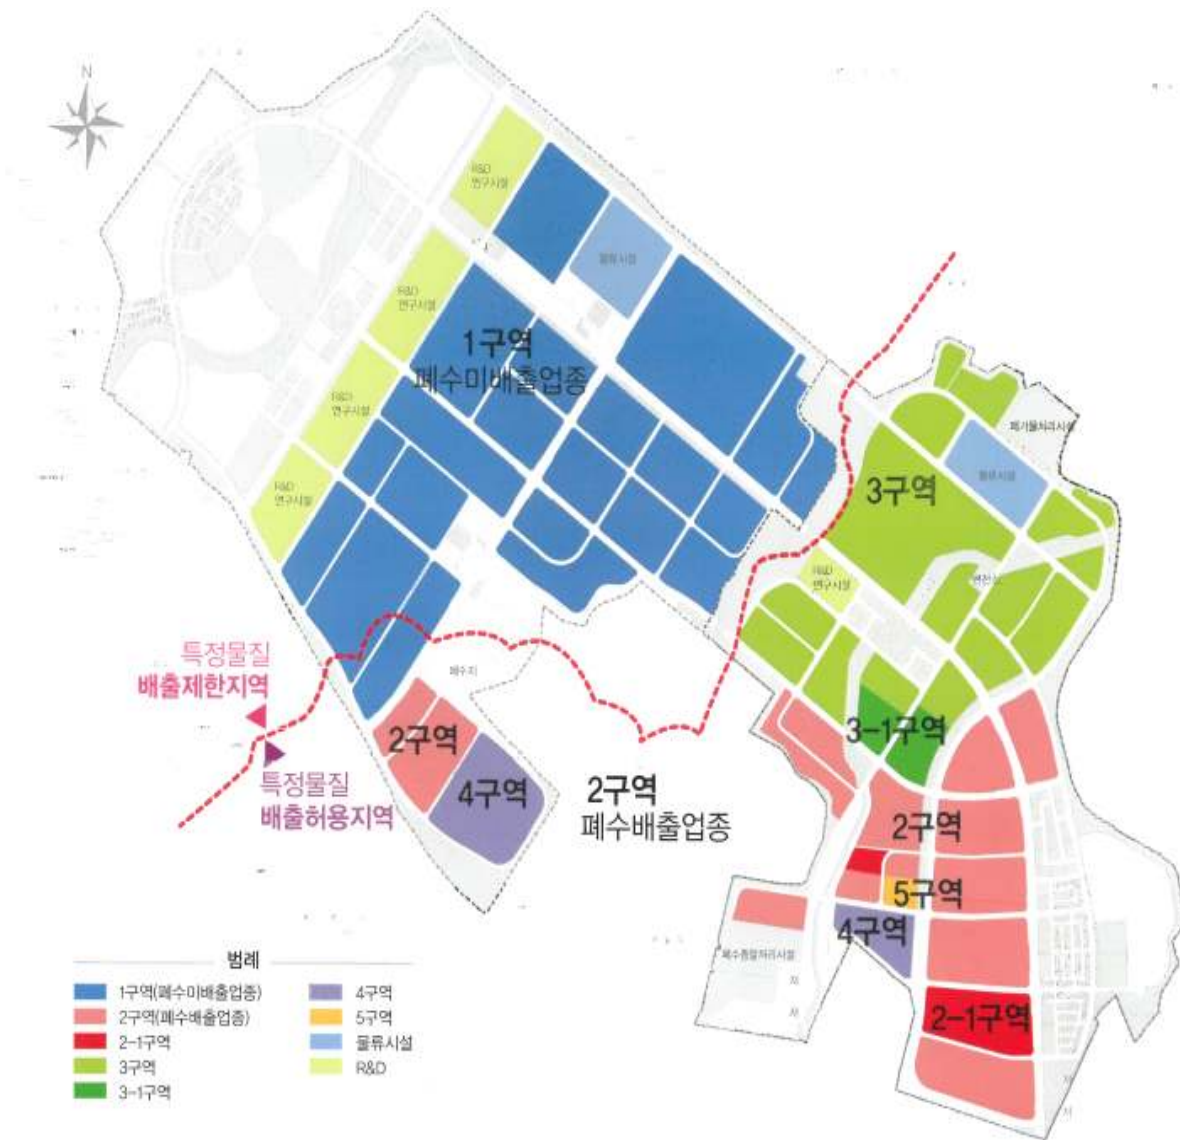 N
R&D
연구시설
물류시설
R&D
연구시설
1구역
폐수미배출업종
R&D
연구시설
폐기물처리시설
물류시설
3구역
R&D
연구시설
R&D
연구시설
변전소
특정물질
배출제한지역
저수지
3-1구역
2구역
4구역
특정물질
배출허용지역
2구역
폐수배출업종
2구역
5구역
4구역
폐수종말처리시설
2-1구역
범례
1구역(폐수미배출업종)
2구역(폐수배출업종)
2-1구역
3구역
3-1구역
4구역
5구역
물류시설
R&D